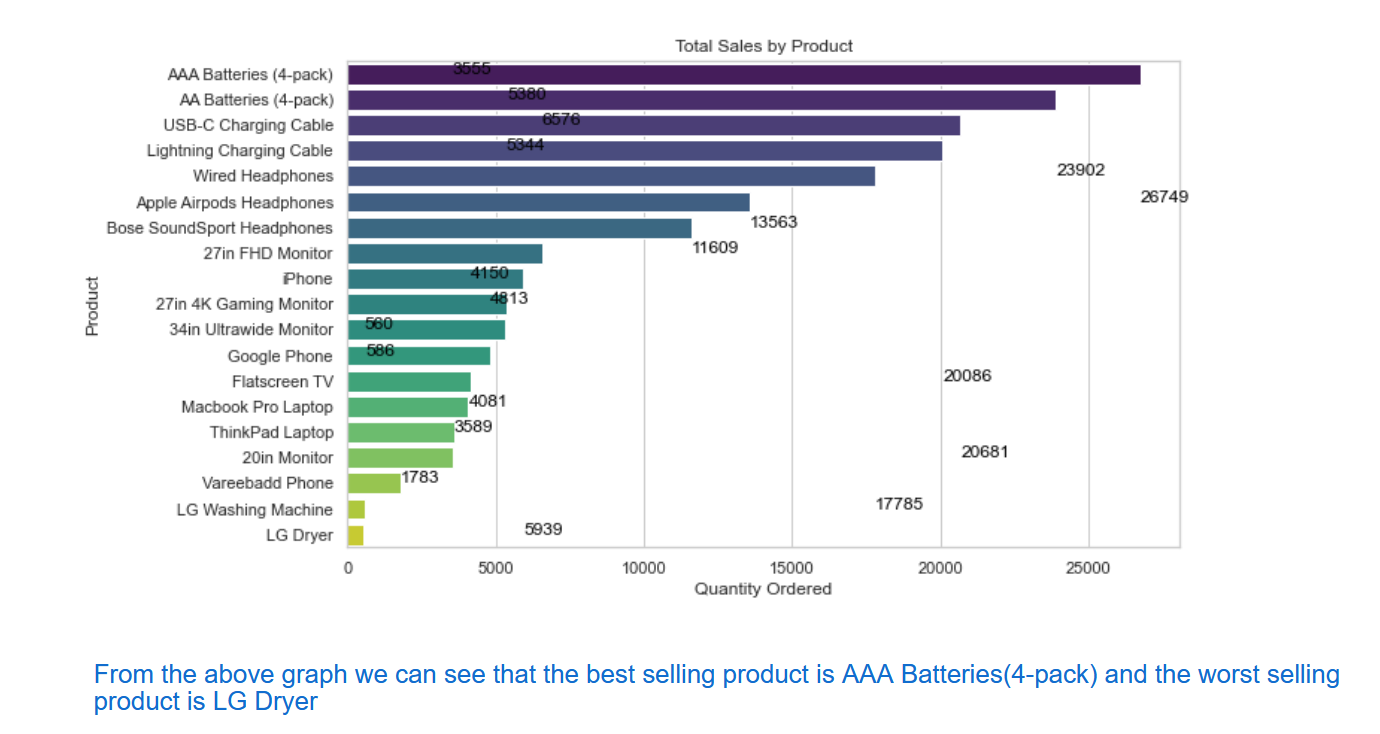 Total Sales by Product
AAA Batteries (4-pack)
3555
AA Batteries (4-pack)
5380
USB-C Charging Cable
6576
Lightning Charging Cable
5344
Wired Headphones
23902
Apple Airpods Headphones
26749
Bose SoundSport Headphones
13563
27in FHD Monitor
11609
iPhone
4150
27in 4K Gaming Monitor
4813
34in Ultrawide Monitor
560
Google Phone
586
Flatscreen TV
20086
Macbook Pro Laptop
4081
ThinkPad Laptop
3589
20in Monitor
20681
Vareebadd Phone
1783
LG Washing Machine
17785
LG Dryer
5939
Product
0 5000 10000 15000 20000 25000
Quantity Ordered
From the above graph we can see that the best selling product is AAA Batteries(4-pack) and the worst selling
product is LG Dryer